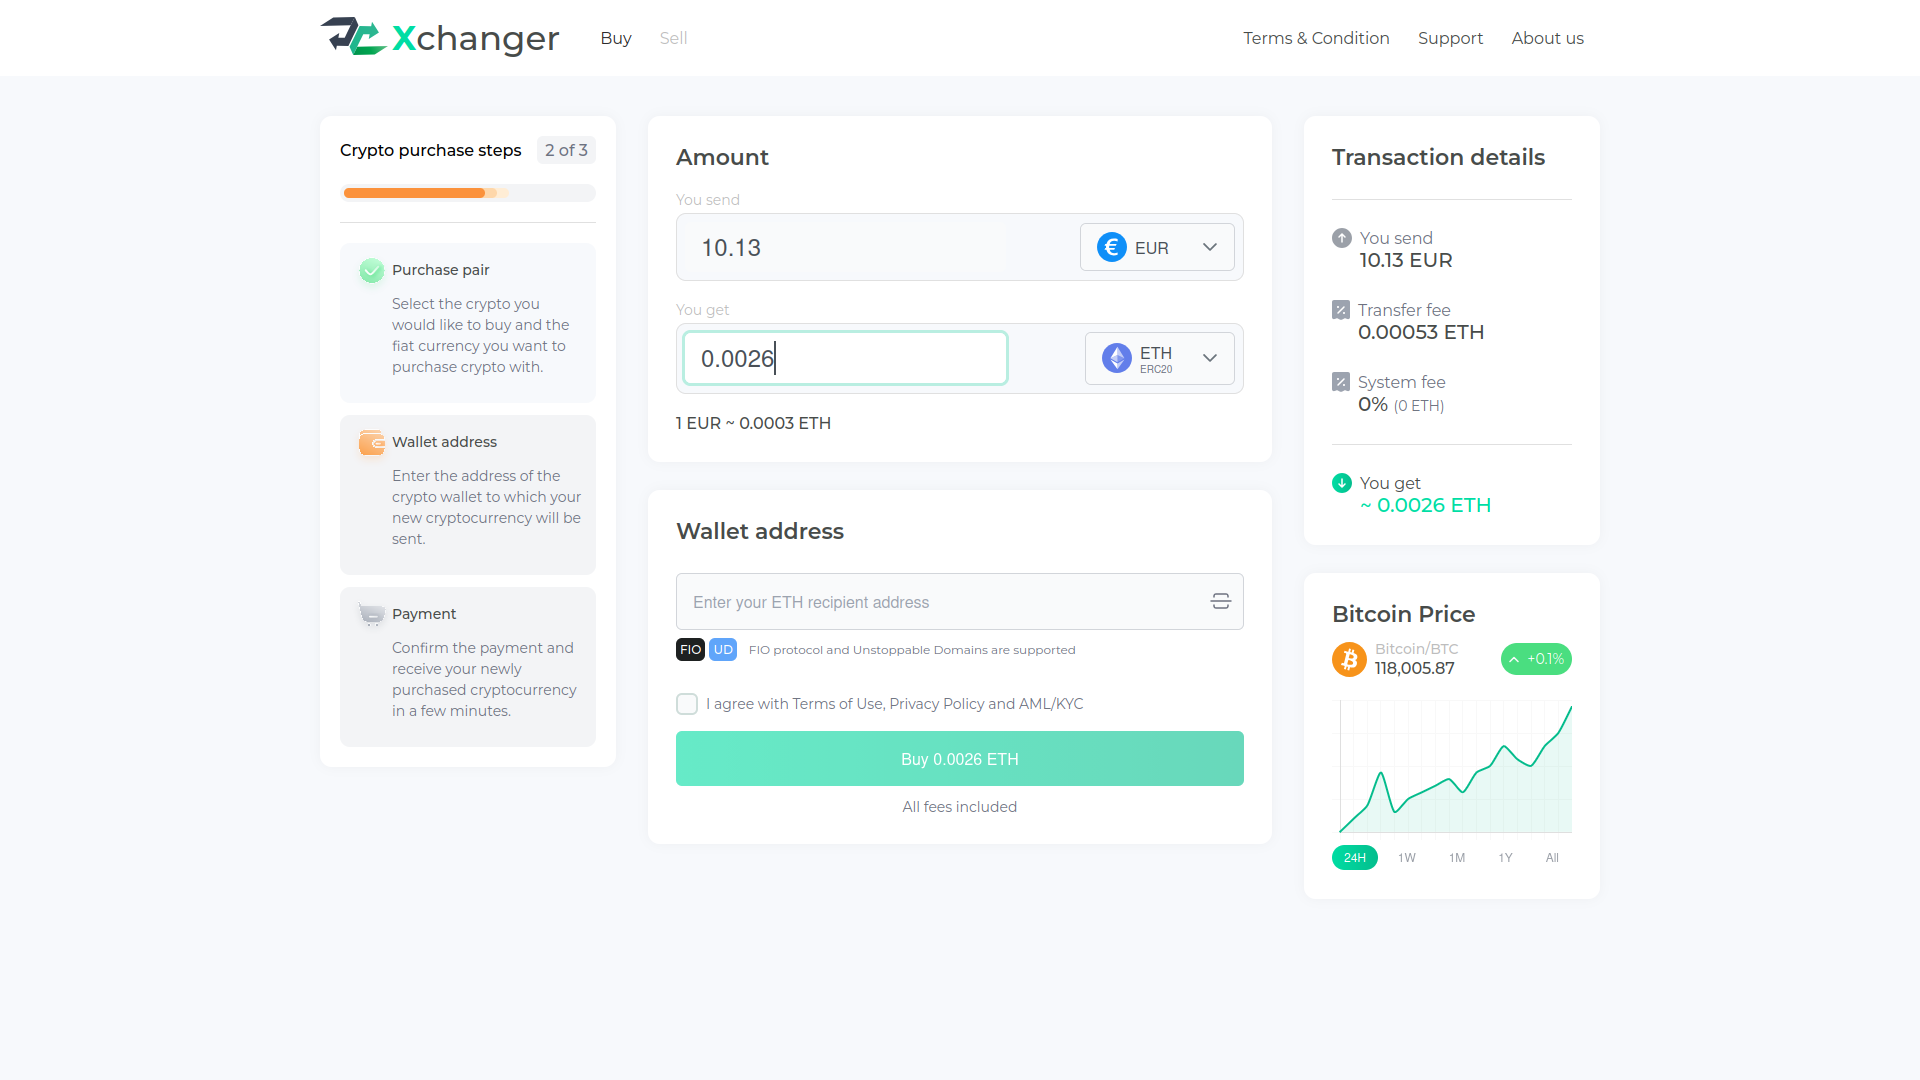 Xchanger
Buy
Sell
Terms & Condition
Support
About us
Crypto purchase steps
2 of 3
Purchase pair
Select the crypto you
would like to buy and the
fiat currency you want to
purchase crypto with.
Wallet address
Enter the address of the
crypto wallet to which your
new cryptocurrency will be
sent.
Payment
Confirm the payment and
receive your newly
purchased cryptocurrency
in a few minutes.
Amount
You send
10.13
EUR
You get
0.0026
ETH
ERC20
1 EUR ~ 0.0003 ETH
Wallet address
Enter your ETH recipient address
FIO
UD
FIO protocol and Unstoppable Domains are supported
I agree with Terms of Use, Privacy Policy and AML/KYC
Buy 0.0026 ETH
All fees included
Transaction details
You send
10.13 EUR
Transfer fee
0.00053 ETH
System fee
0% (0 ETH)
You get
~ 0.0026 ETH
Bitcoin Price
Bitcoin/BTC
118,005.87
+0.1%
24H
1W
1M
1Y
All